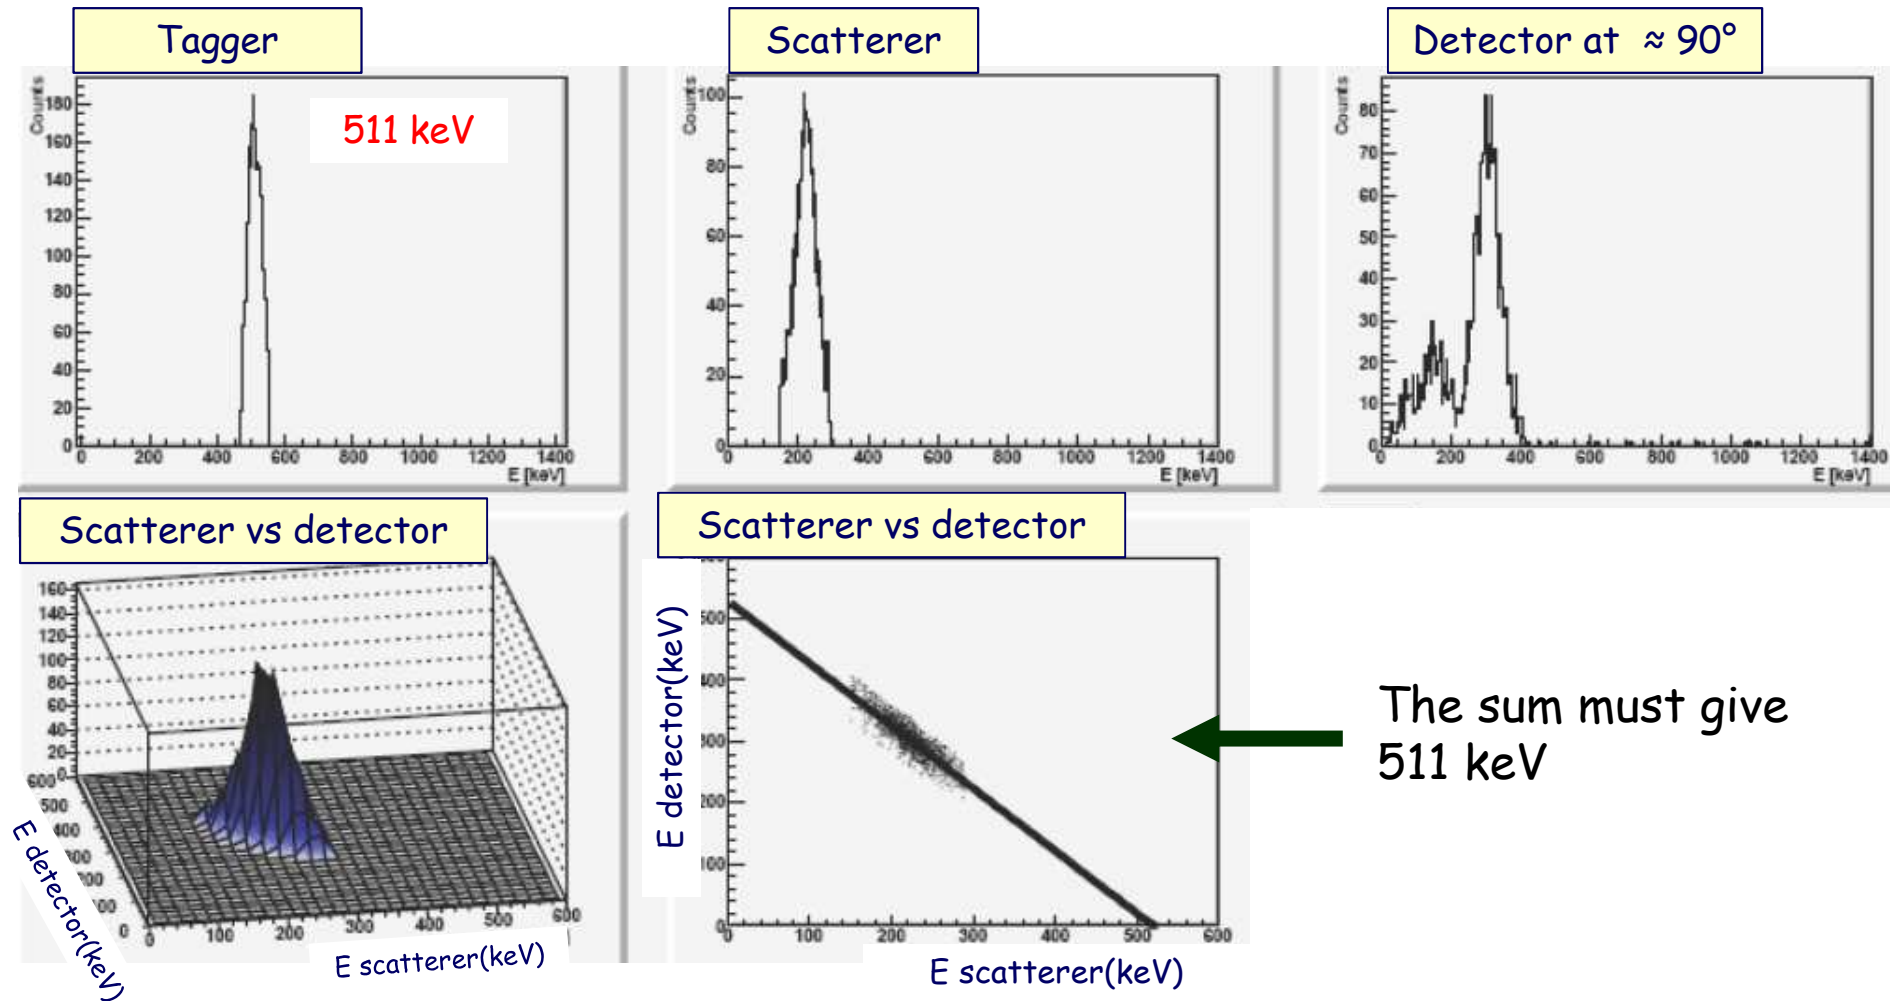 Tagger
Scatterer
Detector at ≈ 90°
Counts
180
160
140
120
100
80
60
40
20
0
511 keV
0 200 400 600 800 1000 1200 1400
E [keV]
Counts
100
80
60
40
20
0
0 200 400 600 800 1000 1200 1400
E [keV]
Counts
80
70
60
50
40
30
20
10
0
0 200 400 600 800 1000 1200 1400
E [keV]
Scatterer vs detector
160
140
120
100
80
60
40
20
0
600
500
400
0
E detector(keV)
0 100 200 300 400 500 600
E scatterer(keV)
Scatterer vs detector
E detector(keV)
500
400
300
200
100
0
0 100 200 300 400 500 600
E scatterer(keV)
The sum must give
511 keV